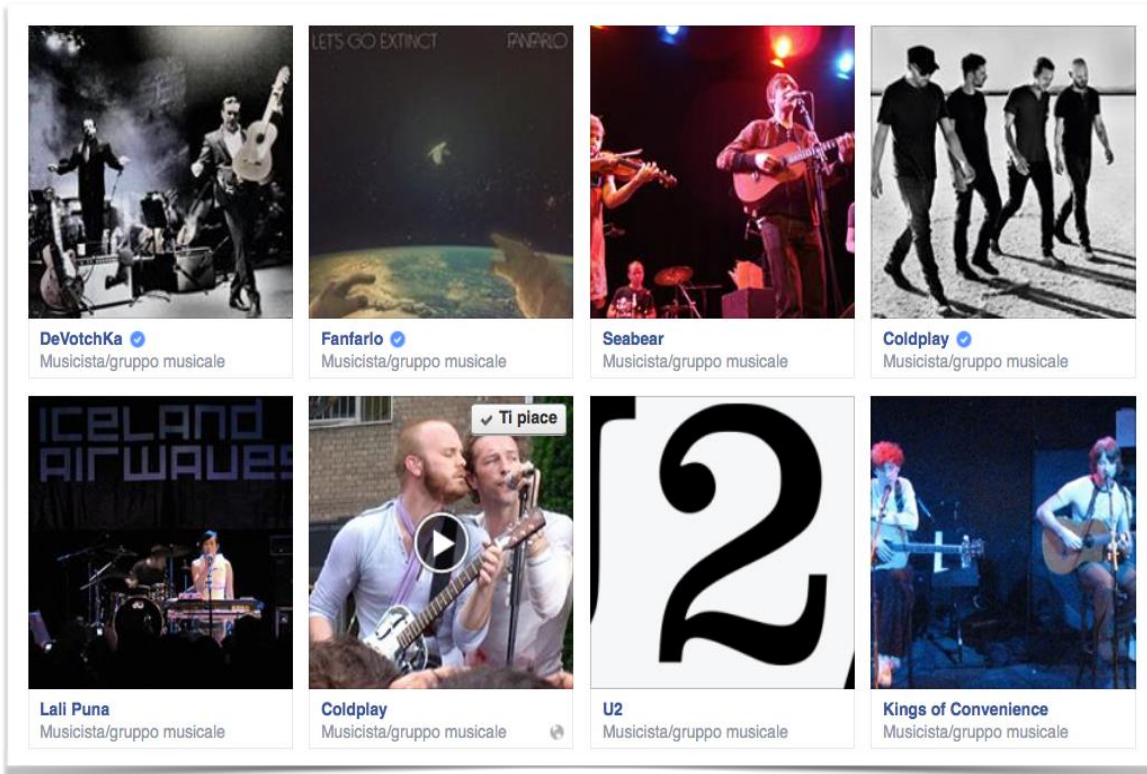 LET'S GO EXTINCT FANFARLO
DeVotchKa
Musicista/gruppo musicale
Fanfarlo
Musicista/gruppo musicale
Seabear
Musicista/gruppo musicale
Coldplay
Musicista/gruppo musicale
ICELAND
AIRWAVES
Ti piace
U2
Lali Puna
Musicista/gruppo musicale
Coldplay
Musicista/gruppo musicale
U2
Musicista/gruppo musicale
Kings of Convenience
Musicista/gruppo musicale